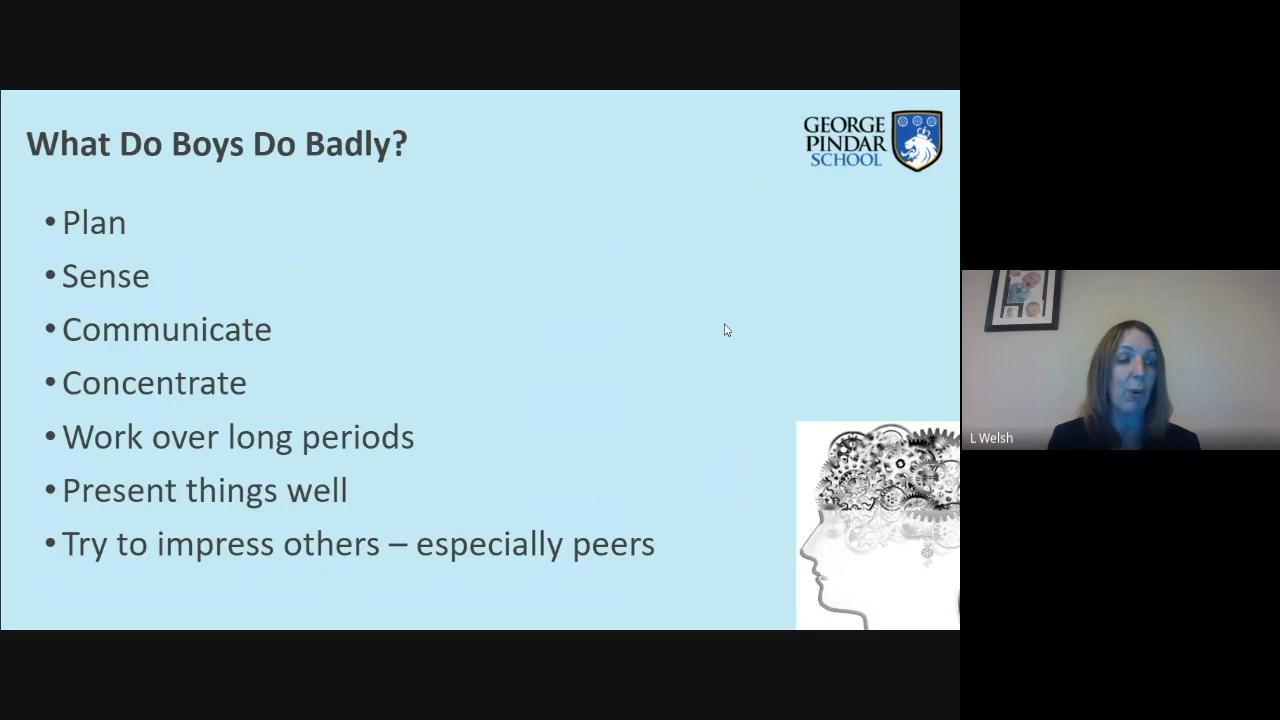 What Do Boys Do Badly?
GEORGE
PINDAR
SCHOOL
• Plan
• Sense
• Communicate
• Concentrate
• Work over long periods
• Present things well
• Try to impress others – especially peers
L Welsh